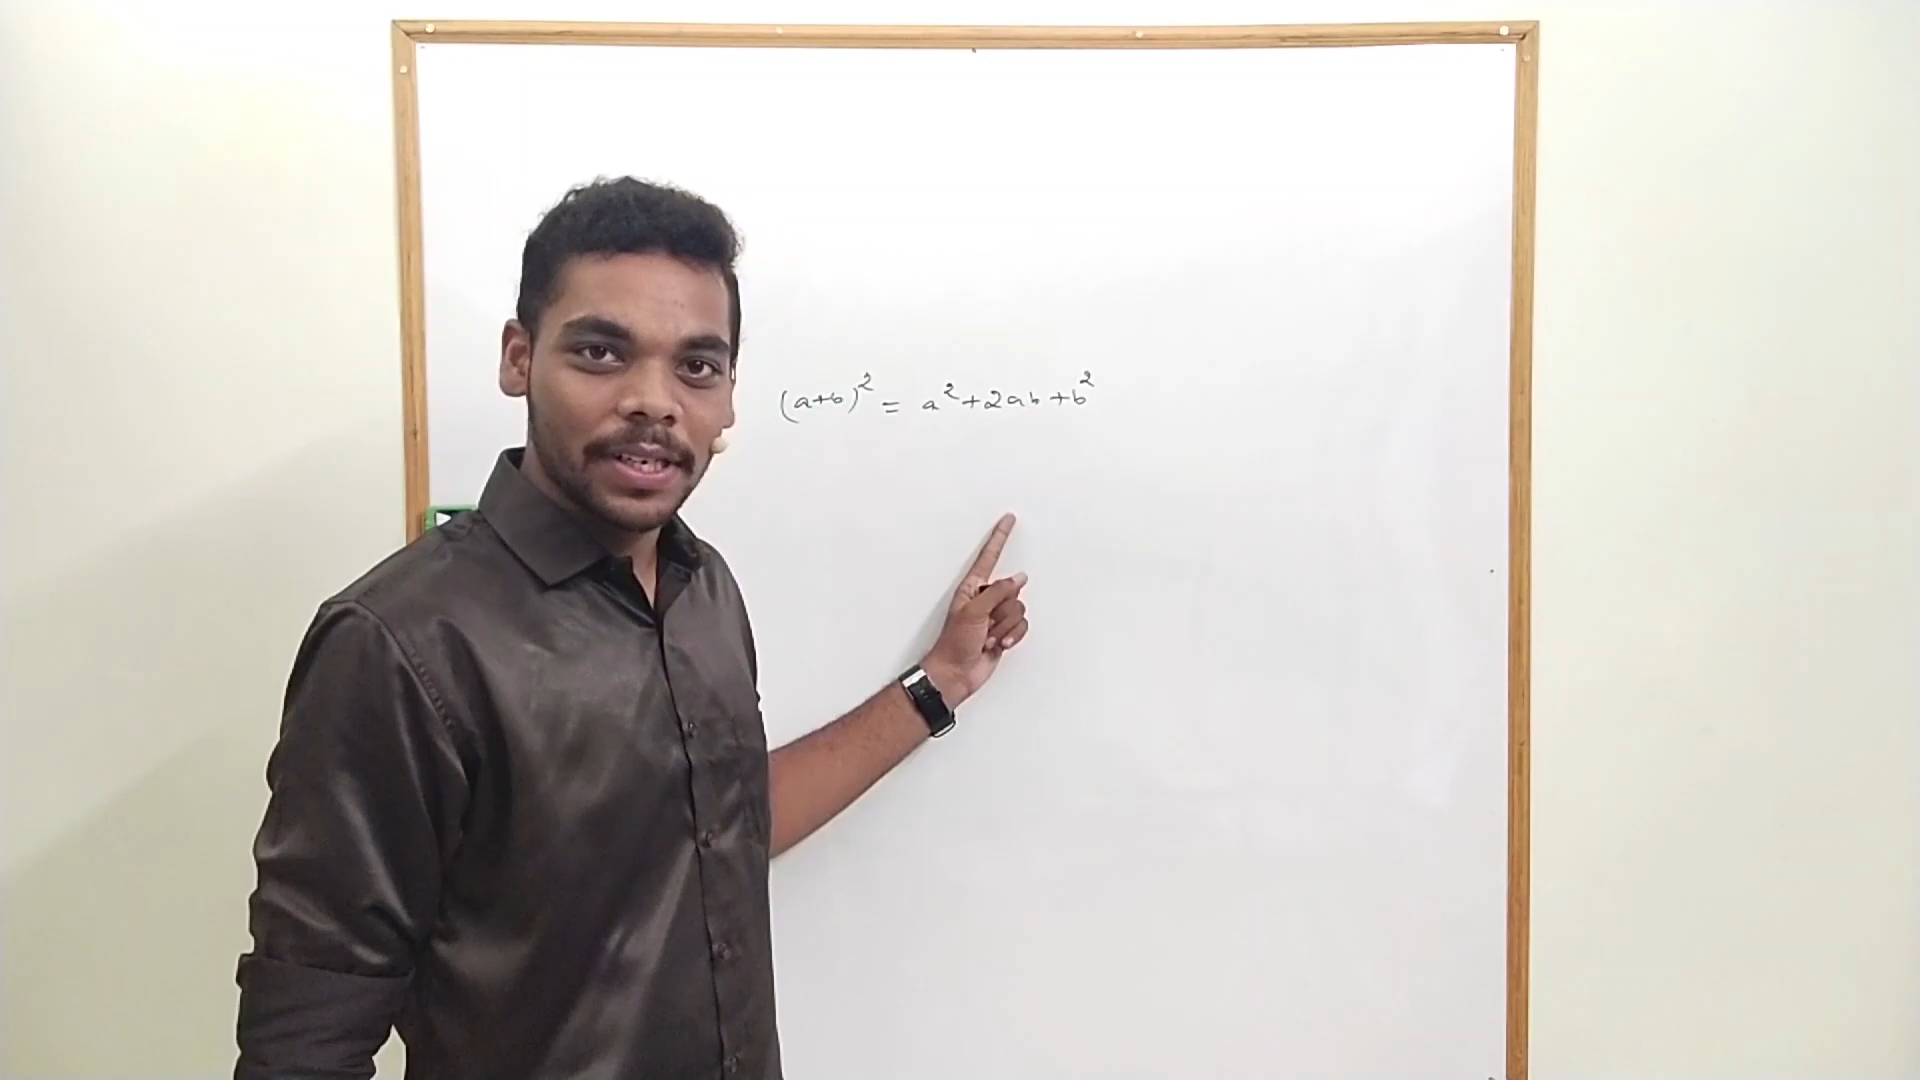 (a+b)² = a²+2ab+b²